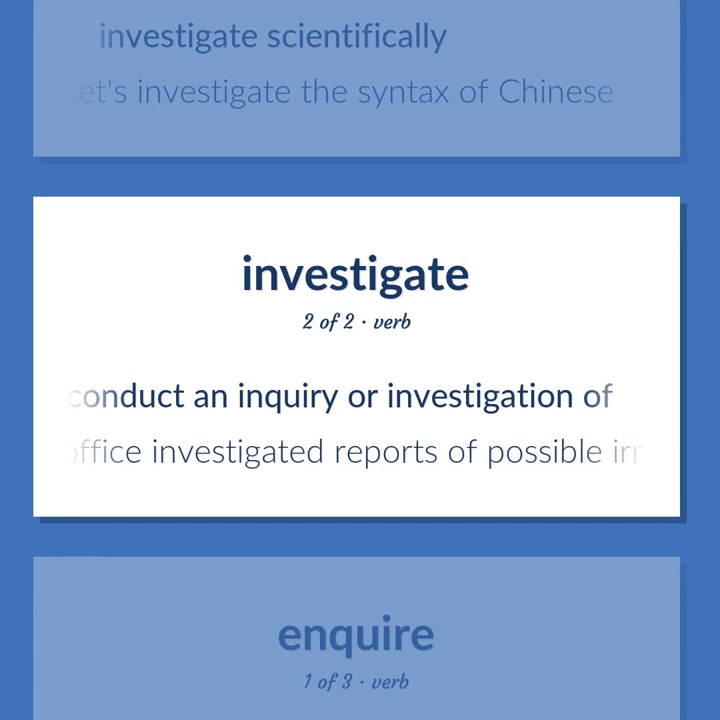 investigate scientifically
let's investigate the syntax of Chinese
investigate
2 of 2 · verb
conduct an inquiry or investigation of
office investigated reports of possible
enquire
1 of 3 · verb